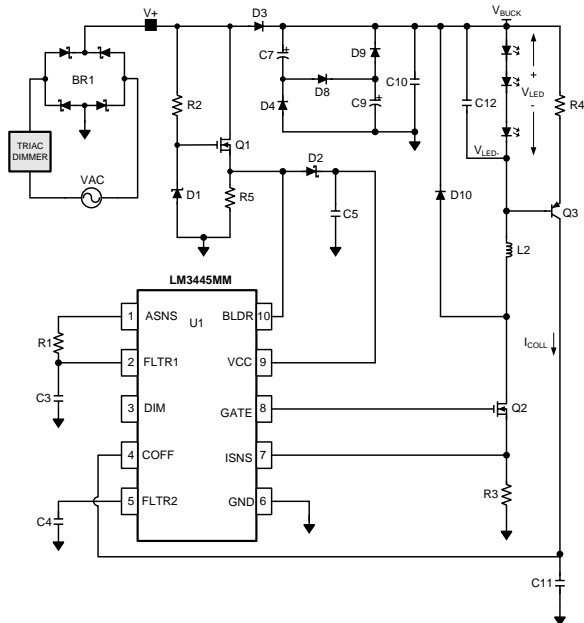 V+
D3
VBUCK
BR1
C7
D9
D8
C10
D4
C9
C12
+
VLED
-
R4
R2
Q1
VLED-
TRIAC
DIMMER
VAC
D1
R5
D2
C5
D10
Q3
L2
LM3445MM
U1
1 ASNS
BLDR 10
R1
2 FLTR1
VCC 9
ICOLL
C3
3 DIM
GATE 8
Q2
4 COFF
ISNS 7
R3
C4
5 FLTR2
GND 6
C11